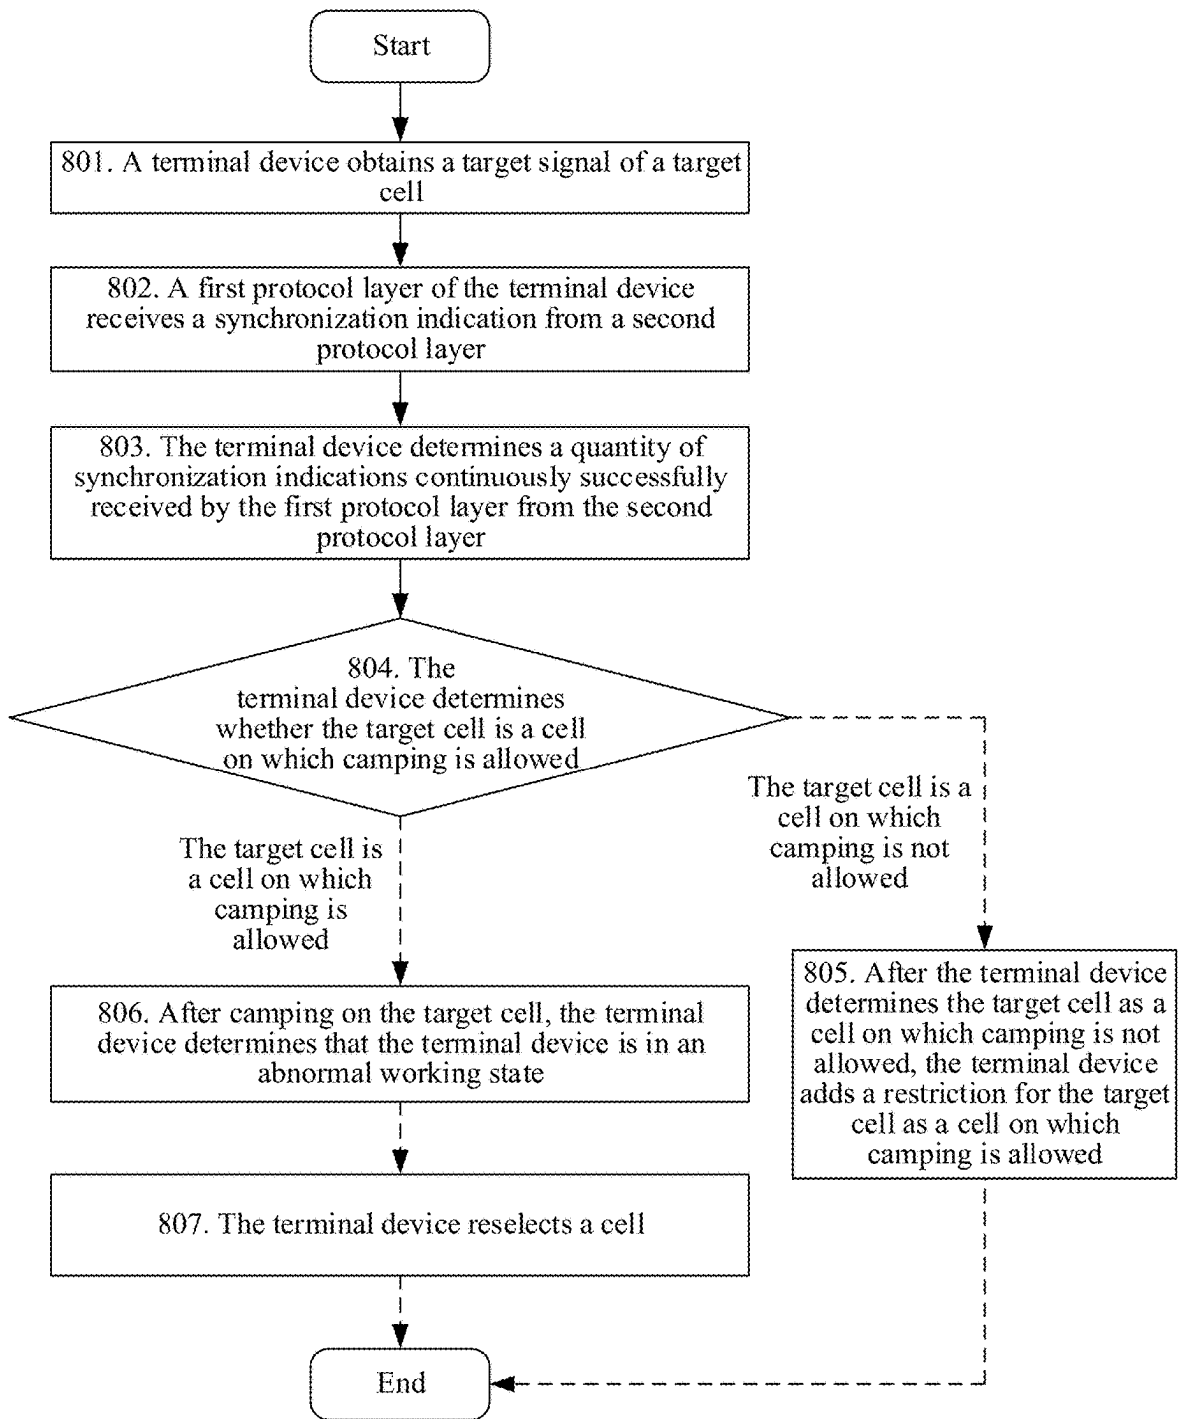 Start
801. A terminal device obtains a target signal of a target
cell
802. A first protocol layer of the terminal device
receives a synchronization indication from a second
protocol layer
803. The terminal device determines a quantity of
synchronization indications continuously successfully
received by the first protocol layer from the second
protocol layer
804. The
terminal device determines
whether the target cell is a cell
on which camping is allowed
The target cell is a
cell on which
camping is not
allowed
The target cell is
a cell on which
camping is
allowed
805. After the terminal device
determines the target cell as a
cell on which camping is not
allowed, the terminal device
adds a restriction for the target
cell as a cell on which
camping is allowed
806. After camping on the target cell, the terminal
device determines that the terminal device is in an
abnormal working state
807. The terminal device reselects a cell
End